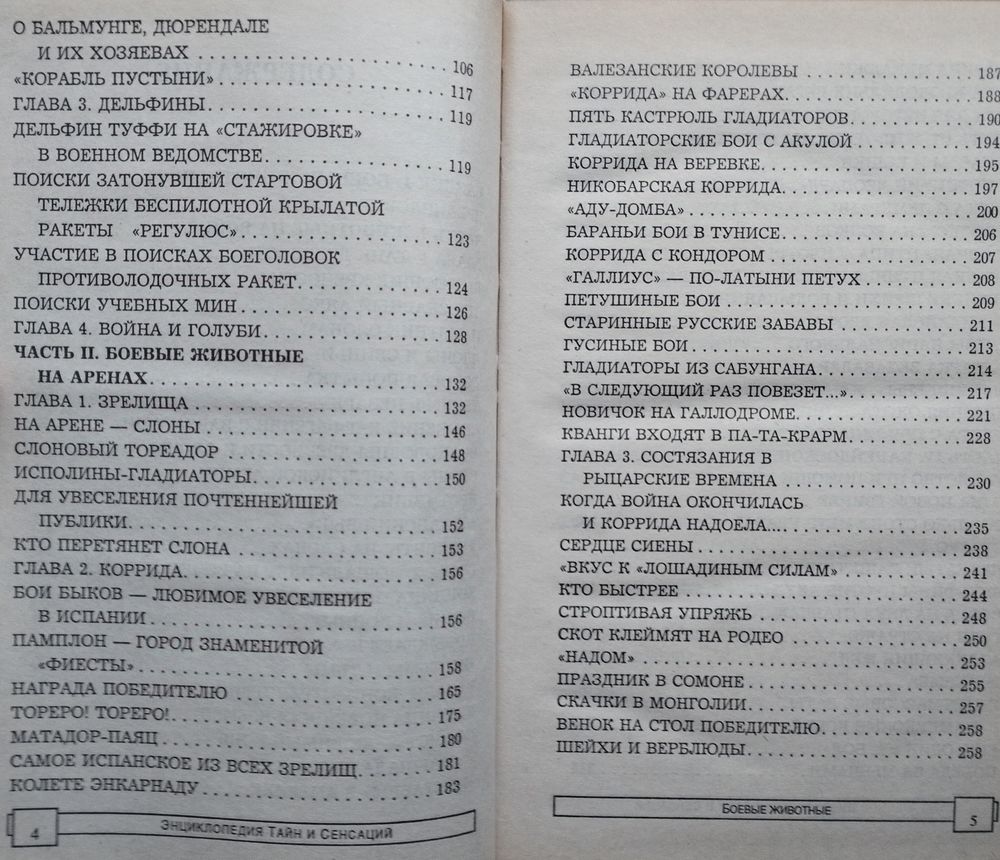 О БАЛЬМУНГЕ, ДЮРЕНДАЛЕ
И ИХ ХОЗЯЕВАХ . . . . . . . . . . . . . . . . . . . 106
«КОРАБЛЬ ПУСТЫНИ» . . . . . . . . . . . . . . . . . . 117
ГЛАВА 3. ДЕЛЬФИНЫ. . . . . . . . . . . . . . . . . . . 119
ДЕЛЬФИН ТУФФИ НА «СТАЖИРОВКЕ»
В ВОЕННОМ ВЕДОМСТВЕ. . . . . . . . . . . . . . . 119
ПОИСКИ ЗАТОНУВШЕЙ СТАРТОВОЙ
ТЕЛЕЖКИ БЕСПИЛОТНОЙ КРЫЛАТОЙ
РАКЕТЫ «РЕГУЛЮС». . . . . . . . . . . . . . . . . 123
УЧАСТИЕ В ПОИСКАХ БОЕГОЛОВОК
ПРОТИВОЛОДОЧНЫХ РАКЕТ. . . . . . . . . . . . . 124
ПОИСКИ УЧЕБНЫХ МИН . . . . . . . . . . . . . . . . . 126
ГЛАВА 4. ВОЙНА И ГОЛУБИ. . . . . . . . . . . . . . . 128
ЧАСТЬ II. БОЕВЫЕ ЖИВОТНЫЕ
НА АРЕНАХ. . . . . . . . . . . . . . . . . . . . . . . 132
ГЛАВА 1. ЗРЕЛИЩА . . . . . . . . . . . . . . . . . . . 132
НА АРЕНЕ — СЛОНЫ . . . . . . . . . . . . . . . . . . 146
СЛОНОВЫЙ ТОРЕАДОР . . . . . . . . . . . . . . . . . 148
ИСПОЛИНЫ-ГЛАДИАТОРЫ. . . . . . . . . . . . . . . . 150
ДЛЯ УВЕСЕЛЕНИЯ ПОЧТЕННЕЙШЕЙ
ПУБЛИКИ. . . . . . . . . . . . . . . . . . . . . . . . 152
КТО ПЕРЕТЯНЕТ СЛОНА . . . . . . . . . . . . . . . . 153
ГЛАВА 2. КОРРИДА. . . . . . . . . . . . . . . . . . . . 156
БОИ БЫКОВ — ЛЮБИМОЕ УВЕСЕЛЕНИЕ
В ИСПАНИИ . . . . . . . . . . . . . . . . . . . . . . 156
ПАМПЛОН — ГОРОД ЗНАМЕНИТОЙ
«ФИЕСТЫ» . . . . . . . . . . . . . . . . . . . . . . . 158
НАГРАДА ПОБЕДИТЕЛЮ . . . . . . . . . . . . . . . . 165
ТОРЕРО! ТОРЕРО!. . . . . . . . . . . . . . . . . . . . 175
МАТАДОР-ПАЯЦ . . . . . . . . . . . . . . . . . . . . . 180
САМОЕ ИСПАНСКОЕ ИЗ ВСЕХ ЗРЕЛИЩ. . . . . . . 181
КОЛЕТЕ ЭНКАРНАДУ . . . . . . . . . . . . . . . . . . 183
4 ЭНЦИКЛОПЕДИЯ ТАЙН И СЕНСАЦИЙ
ВАЛЕЗАНСКИЕ КОРОЛЕВЫ . . . . . . . . . . . . . . 187
«КОРРИДА» НА ФАРЕРАХ. . . . . . . . . . . . . . . . 188
ПЯТЬ КАСТРЮЛЬ ГЛАДИАТОРОВ. . . . . . . . . . . 190
ГЛАДИАТОРСКИЕ БОИ С АКУЛОЙ . . . . . . . . . . 194
КОРРИДА НА ВЕРЕВКЕ. . . . . . . . . . . . . . . . . 195
НИКОБАРСКАЯ КОРРИДА. . . . . . . . . . . . . . . . 197
«АДУ-ДОМБА» . . . . . . . . . . . . . . . . . . . . . . 200
БАРАНЬИ БОИ В ТУНИСЕ. . . . . . . . . . . . . . . . 206
КОРРИДА С КОНДОРОМ . . . . . . . . . . . . . . . . 207
«ГАЛЛИУС» — ПО-ЛАТЫНИ ПЕТУХ . . . . . . . . . 208
ПЕТУШИНЫЕ БОИ . . . . . . . . . . . . . . . . . . . . 209
СТАРИННЫЕ РУССКИЕ ЗАБАВЫ . . . . . . . . . . . 211
ГУСИНЫЕ БОИ . . . . . . . . . . . . . . . . . . . . . . 213
ГЛАДИАТОРЫ ИЗ САБУНГАНА. . . . . . . . . . . . . 214
«В СЛЕДУЮЩИЙ РАЗ ПОВЕЗЕТ...». . . . . . . . . . 217
НОВИЧОК НА ГАЛЛОДРОМЕ. . . . . . . . . . . . . . 221
КВАНГИ ВХОДЯТ В ПА-ТА-КРАРМ. . . . . . . . . . . 228
ГЛАВА 3. СОСТЯЗАНИЯ В
РЫЦАРСКИЕ ВРЕМЕНА . . . . . . . . . . . . . . . 230
КОГДА ВОЙНА ОКОНЧИЛАСЬ
И КОРРИДА НАДОЕЛА... . . . . . . . . . . . . . . . 235
СЕРДЦЕ СИЕНЫ . . . . . . . . . . . . . . . . . . . . . 238
«ВКУС К «ЛОШАДИНЫМ СИЛАМ» . . . . . . . . . . 241
КТО БЫСТРЕЕ . . . . . . . . . . . . . . . . . . . . . . 244
СТРОПТИВАЯ УПРЯЖЬ . . . . . . . . . . . . . . . . . 248
СКОТ КЛЕЙМЯТ НА РОДЕО . . . . . . . . . . . . . . 250
«НАДОМ» . . . . . . . . . . . . . . . . . . . . . . . . . 253
ПРАЗДНИК В СОМОНЕ . . . . . . . . . . . . . . . . . 255
СКАЧКИ В МОНГОЛИИ. . . . . . . . . . . . . . . . . . 257
ВЕНОК НА СТОЛ ПОБЕДИТЕЛЮ. . . . . . . . . . . . 258
ШЕЙХИ И ВЕРБЛЮДЫ. . . . . . . . . . . . . . . . . . 258
БОЕВЫЕ ЖИВОТНЫЕ 5